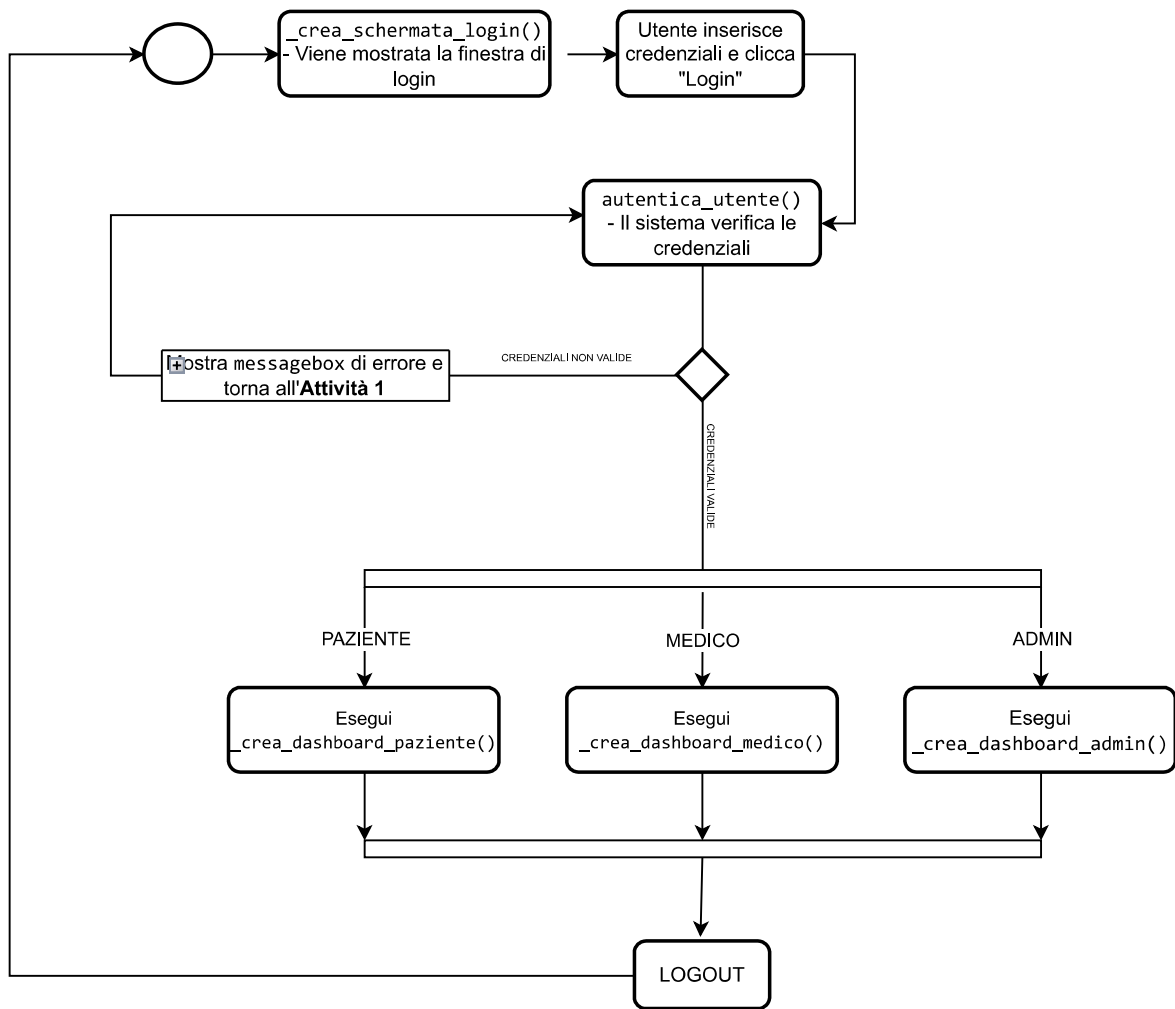 _crea_schermata_login()
- Viene mostrata la finestra di
login
Utente inserisce
credenziali e clicca
"Login"
autentica_utente()
- Il sistema verifica le
credenziali
Mostra messagebox di errore e
torna all'Attività 1
CREDENZIALI NON VALIDE
CREDENZIALI VALIDE
PAZIENTE
MEDICO
ADMIN
Esegui
_crea_dashboard_paziente()
Esegui
_crea_dashboard_medico()
Esegui
_crea_dashboard_admin()
LOGOUT